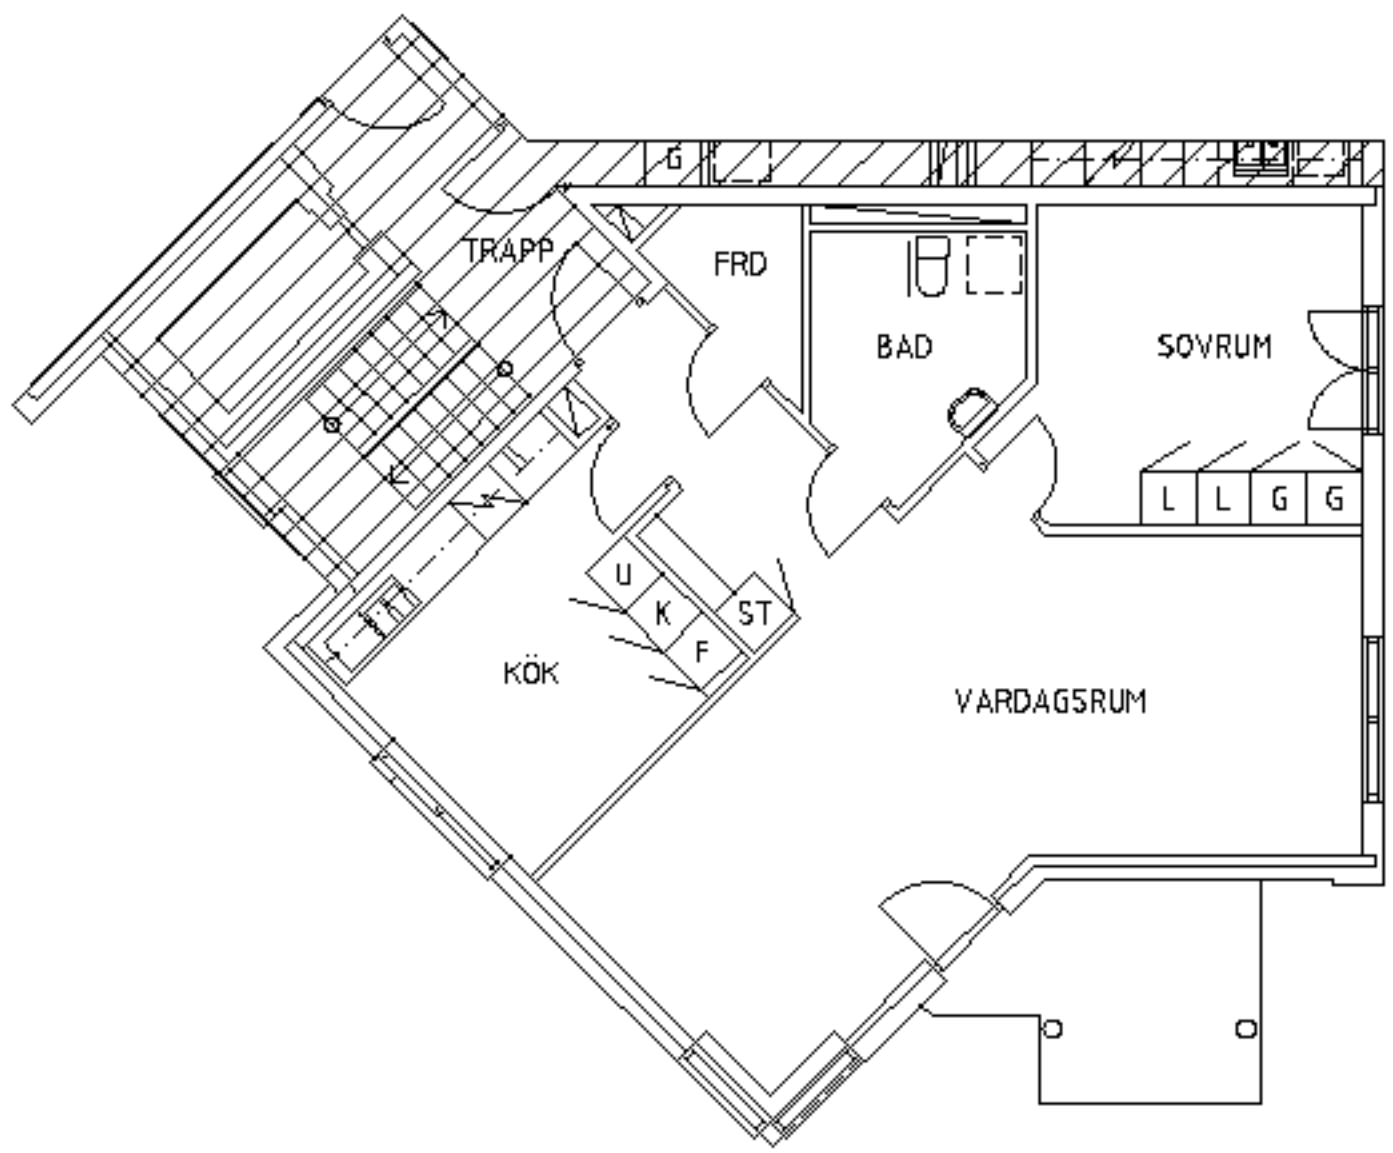 G
TRAPP
FRD
BAD
SOVRUM
L L G G
U
K
ST
F
KÖK
VARDAGSRUM